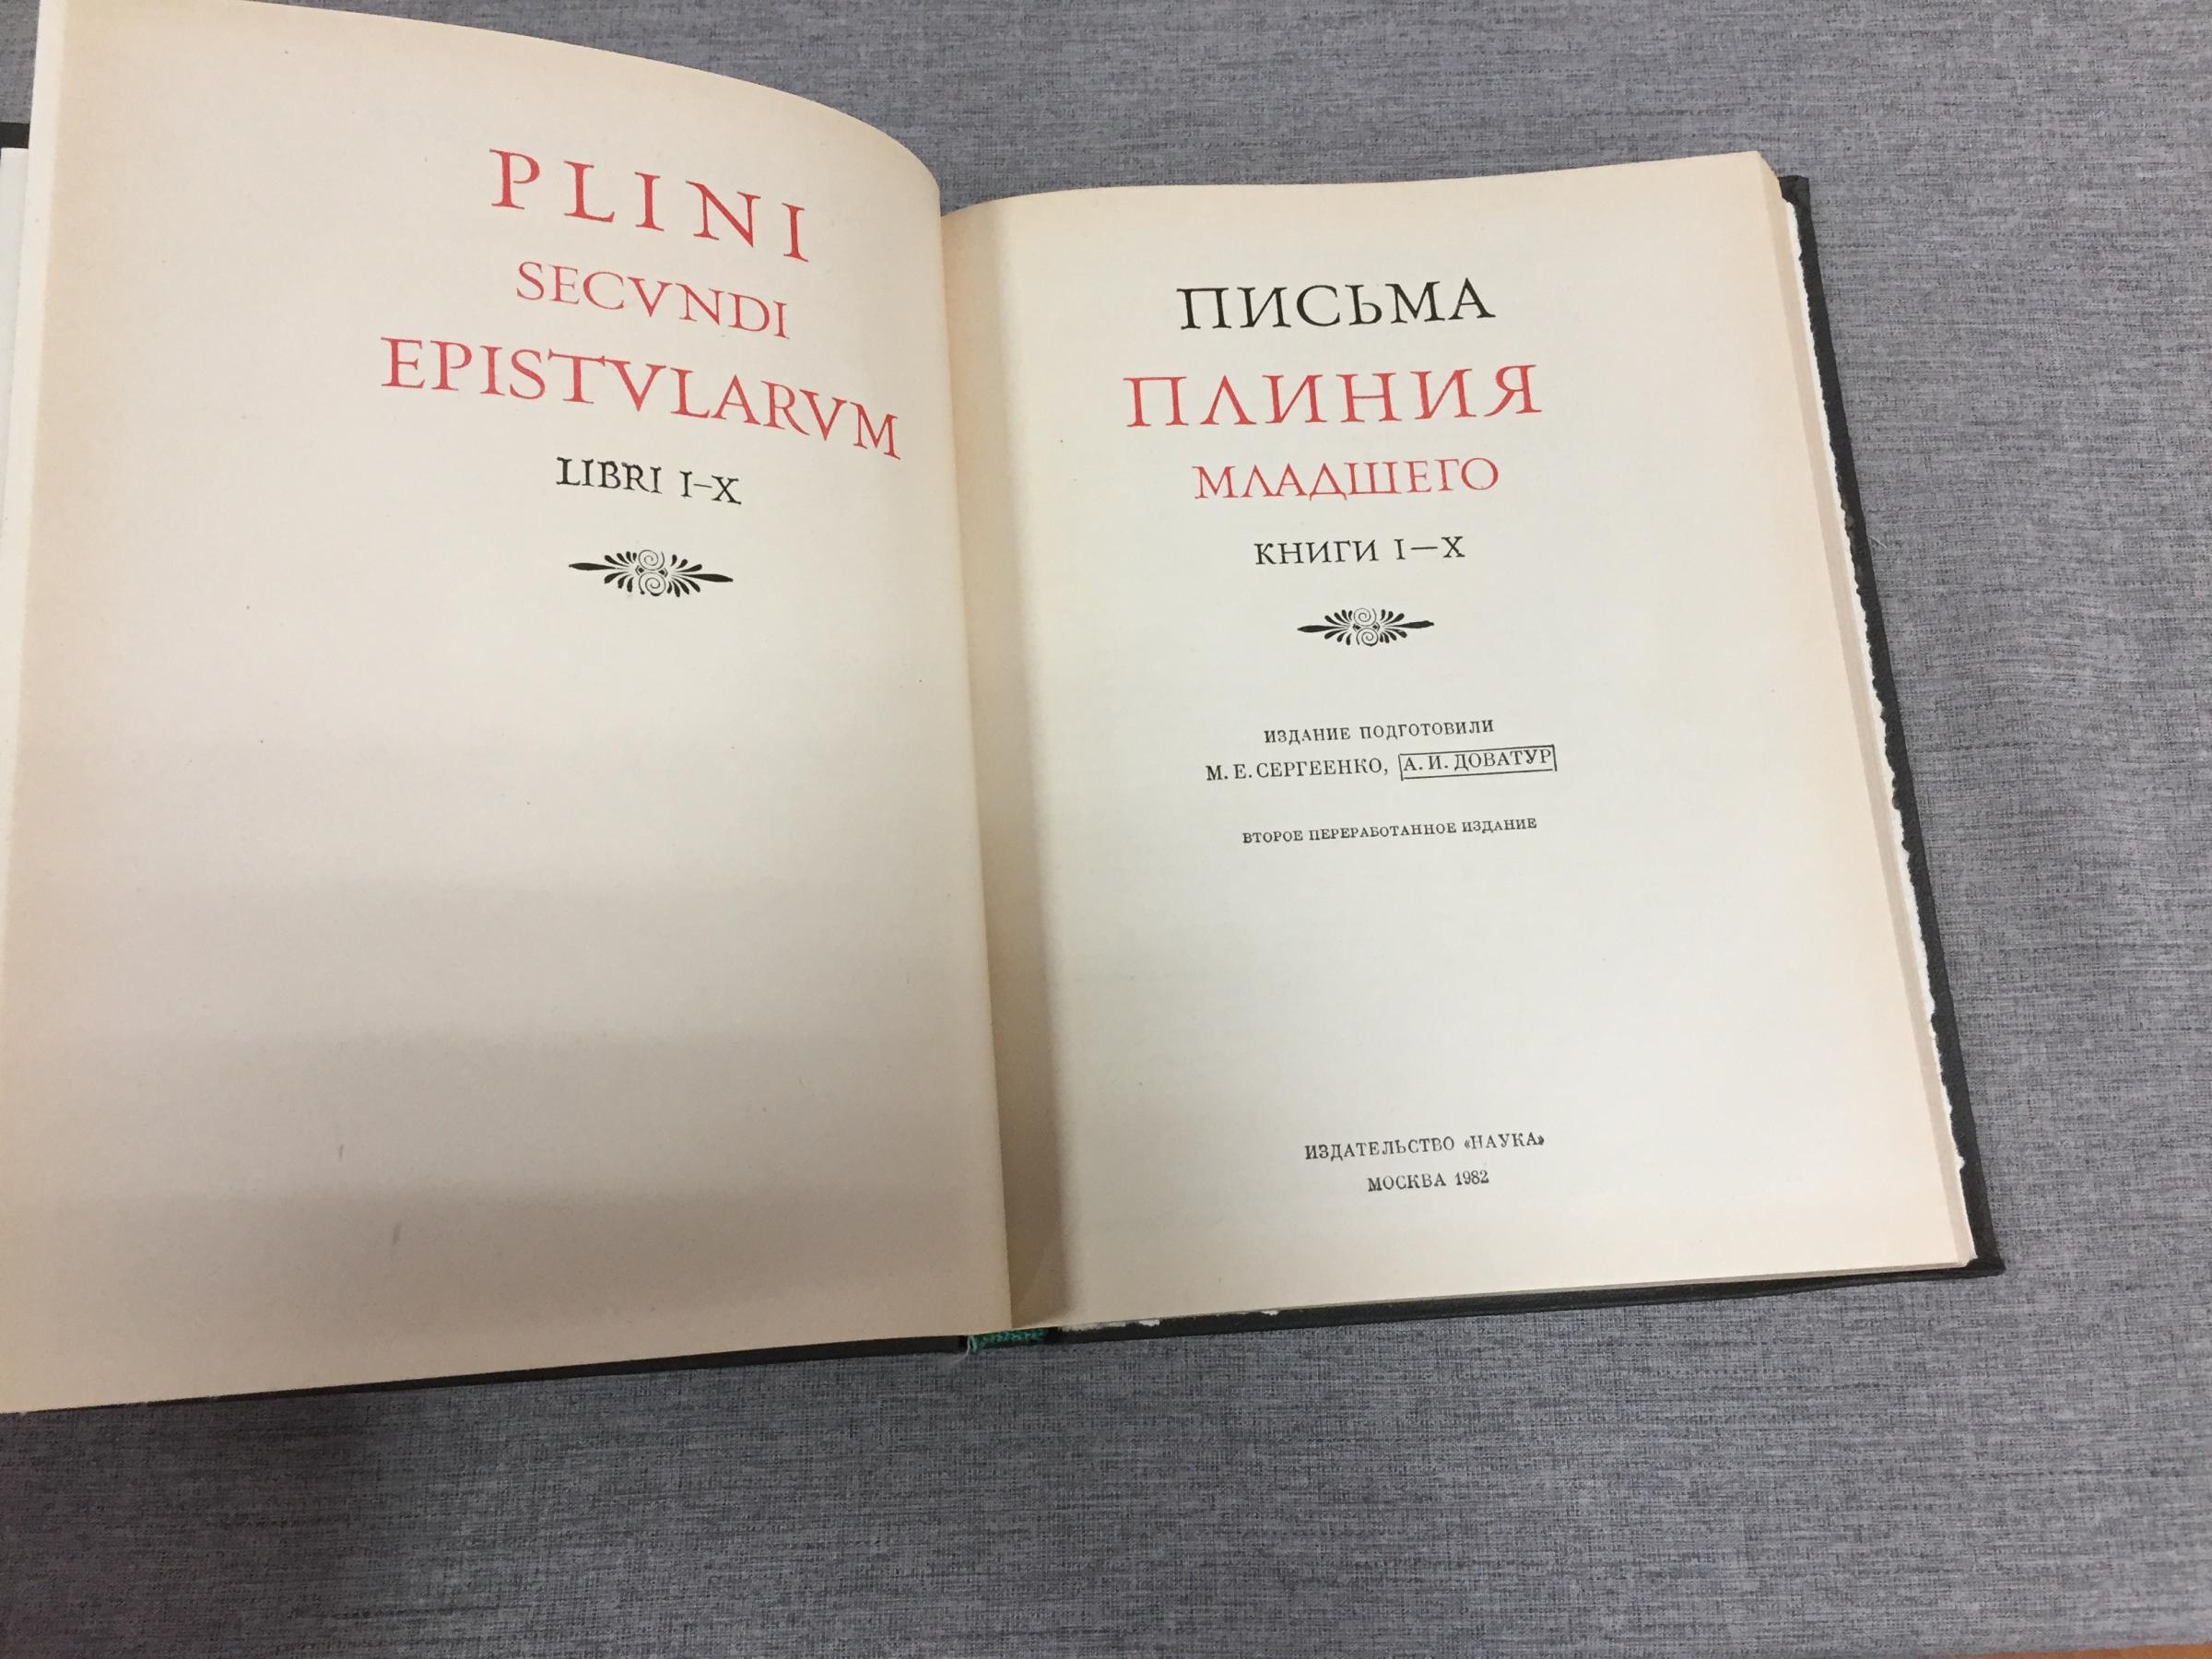 PLINI
SECVNDI
EPISTVLARVM
LIBRI I–X
ПИСЬМА
ПЛИНИЯ
МЛАДШЕГО
КНИГИ I—X
ИЗДАНИЕ ПОДГОТОВИЛИ
М. Е. СЕРГЕЕНКО, А. И. ДОВАТУР
ВТОРОЕ ПЕРЕРАБОТАННОЕ ИЗДАНИЕ
ИЗДАТЕЛЬСТВО «НАУКА»
МОСКВА 1982